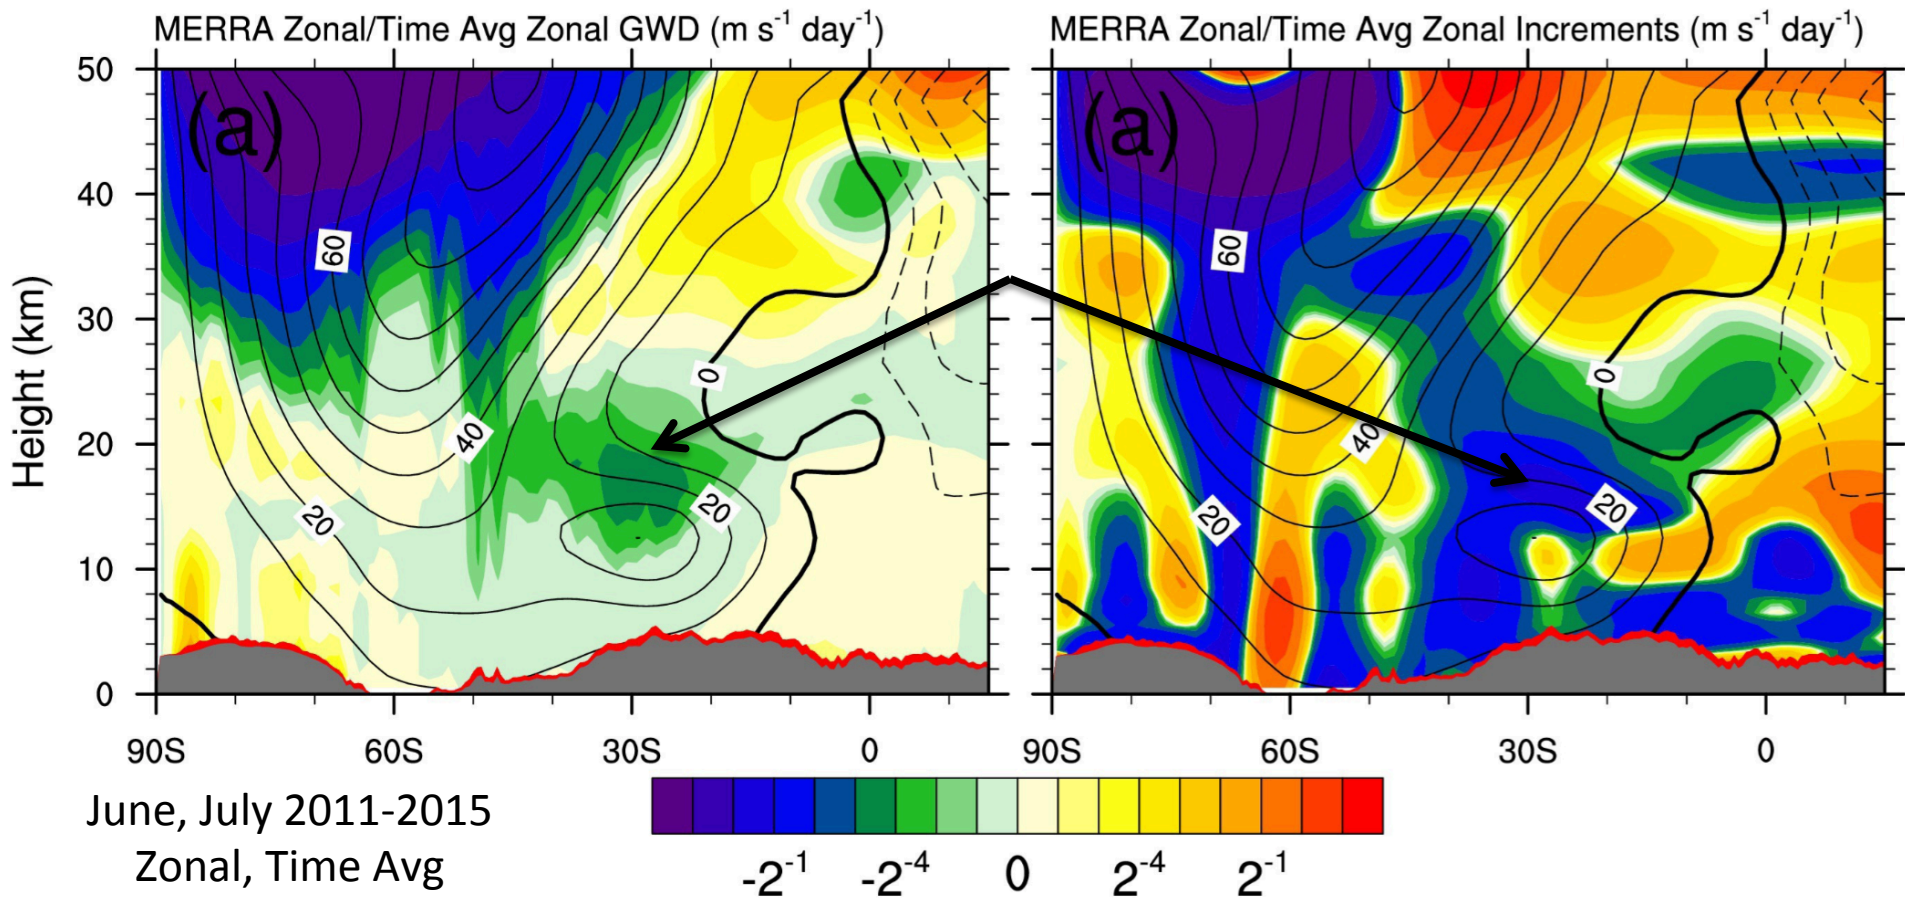 MERRA Zonal/Time Avg Zonal GWD (m s⁻¹ day⁻¹)
MERRA Zonal/Time Avg Zonal Increments (m s⁻¹ day⁻¹)
(a)
(a)
Height (km)
50
40
30
20
10
0
60
40
20
20
0
60
40
20
20
0
90S 60S 30S 0
90S 60S 30S 0
June, July 2011-2015
Zonal, Time Avg
-2⁻¹ -2⁻⁴ 0 2⁻⁴ 2⁻¹